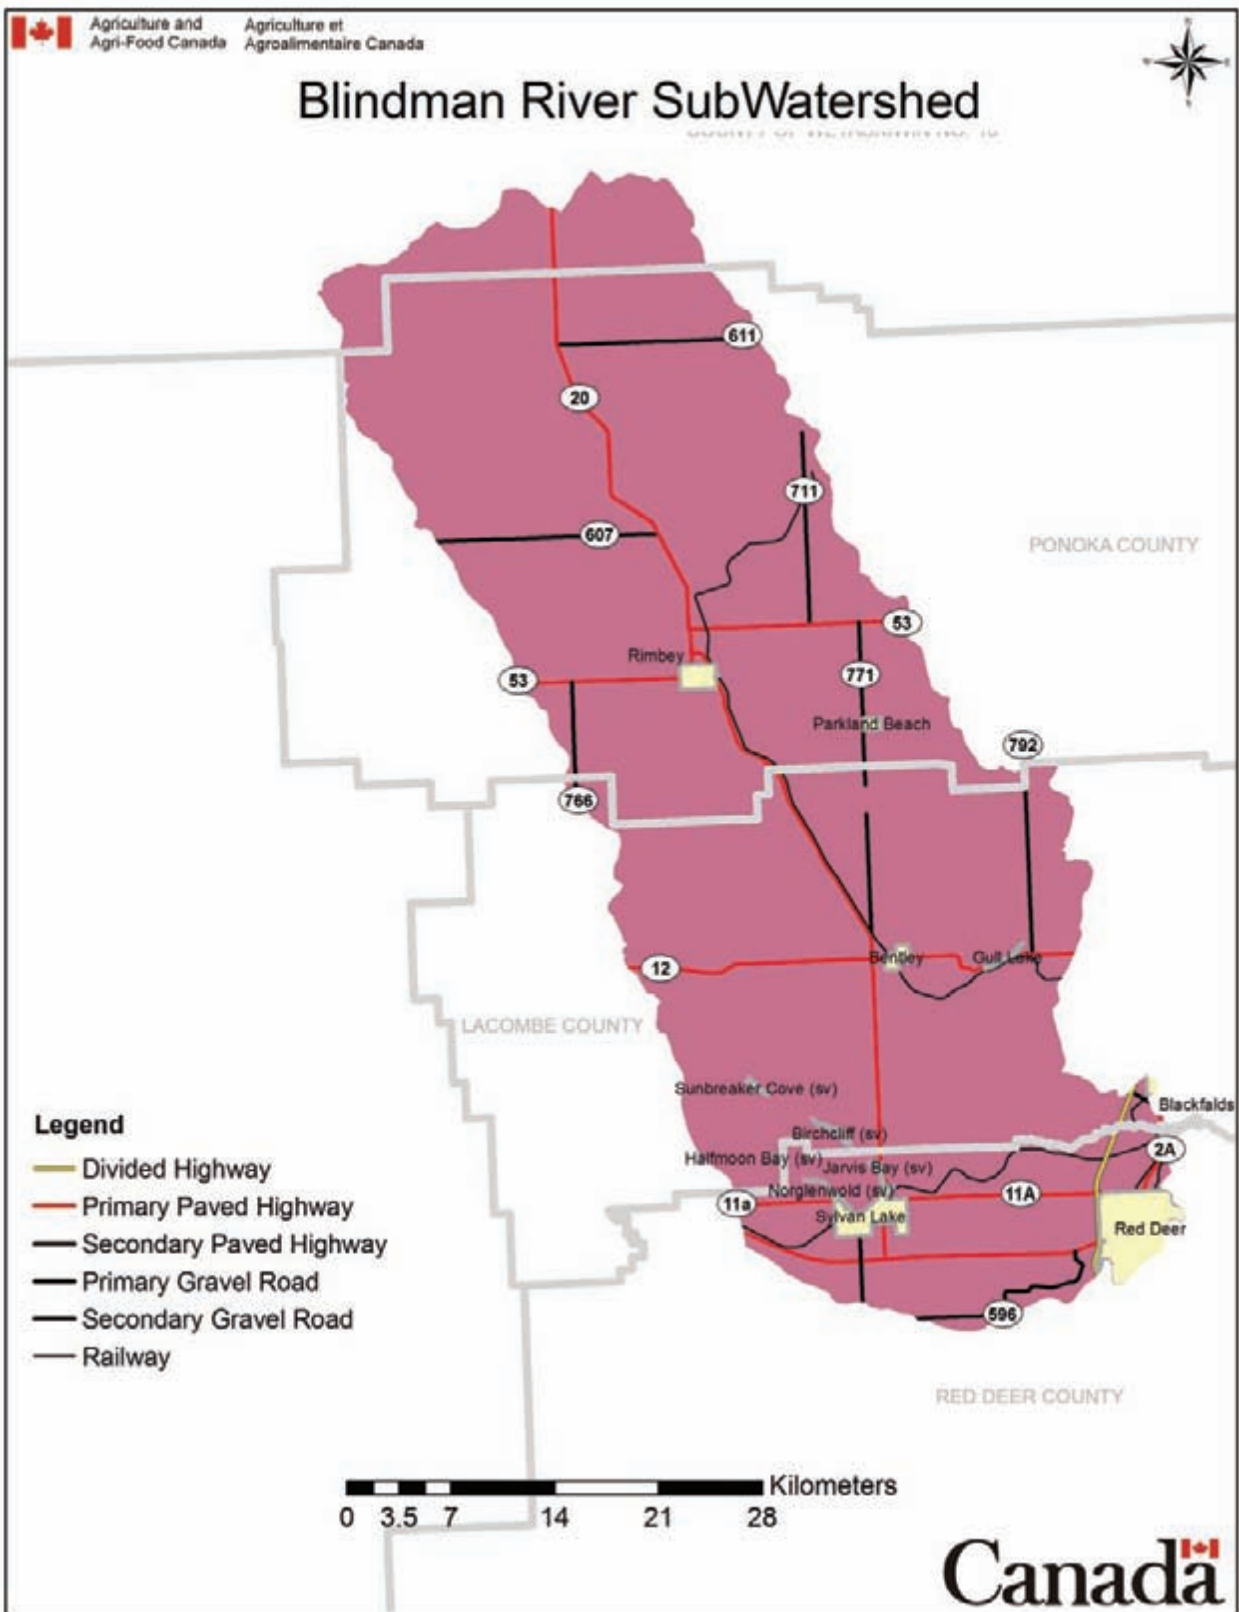 Agriculture and Agriculture et
Agri-Food Canada Agroalimentaire Canada
Blindman River SubWatershed
611
20
711
607
PONOKA COUNTY
53
Rimbey
53
771
Parkland Beach
792
766
Bentley
Gull Lake
12
LACOMBE COUNTY
Sunbreaker Cove (sv)
Blackfalds
Birchcliff (sv)
2A
Halfmoon Bay (sv)
Jarvis Bay (sv)
Norglenwold (sv)
11A
11a
Sylvan Lake
Red Deer
596
RED DEER COUNTY
Legend
Divided Highway
Primary Paved Highway
Secondary Paved Highway
Primary Gravel Road
Secondary Gravel Road
Railway
Kilometers
0 3.5 7 14 21 28
Canada